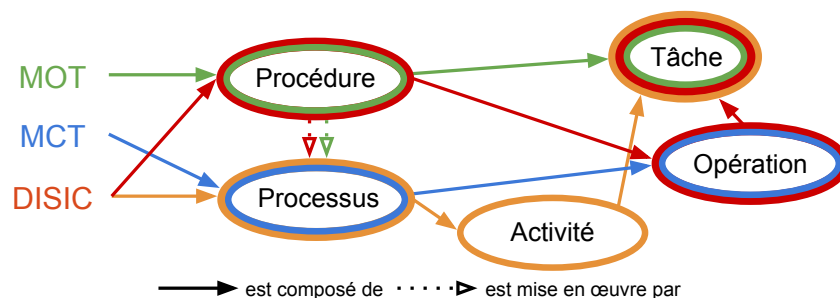 MOT
Procédure
Tâche
MCT
Opération
DISIC
Processus
Activité
est composé de
est mise en œuvre par